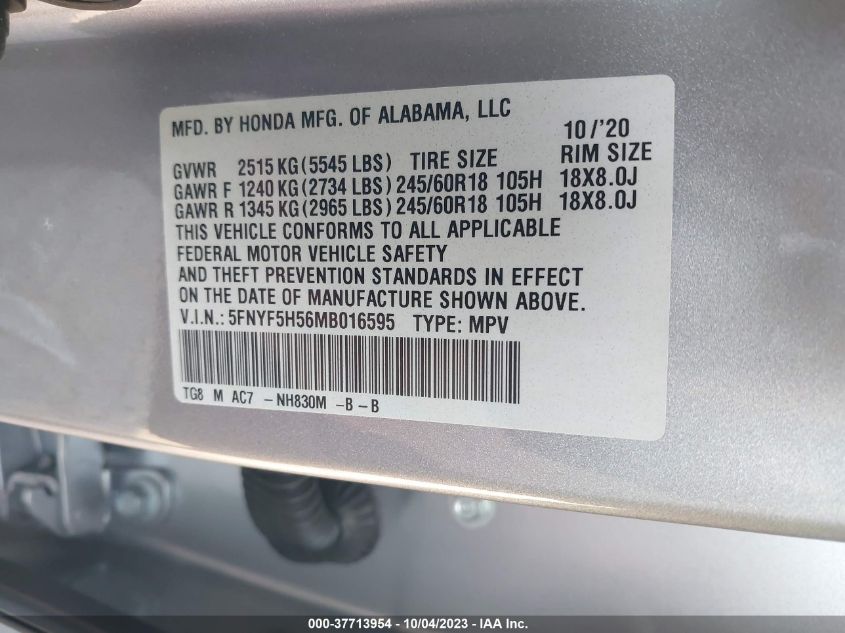 MFD. BY HONDA MFG. OF ALABAMA, LLC
10/'20
GVWR 2515 KG (5545 LBS) TIRE SIZE RIM SIZE
GAWR F 1240 KG (2734 LBS) 245/60R18 105H 18X8.0J
GAWR R 1345 KG (2965 LBS) 245/60R18 105H 18X8.0J
THIS VEHICLE CONFORMS TO ALL APPLICABLE
FEDERAL MOTOR VEHICLE SAFETY
AND THEFT PREVENTION STANDARDS IN EFFECT
ON THE DATE OF MANUFACTURE SHOWN ABOVE.
V.I.N.: 5FNYF5H56MB016595 TYPE: MPV
TG8 M AC7 -NH830M -B-B
000-37713954 - 10/04/2023 - IAA Inc.